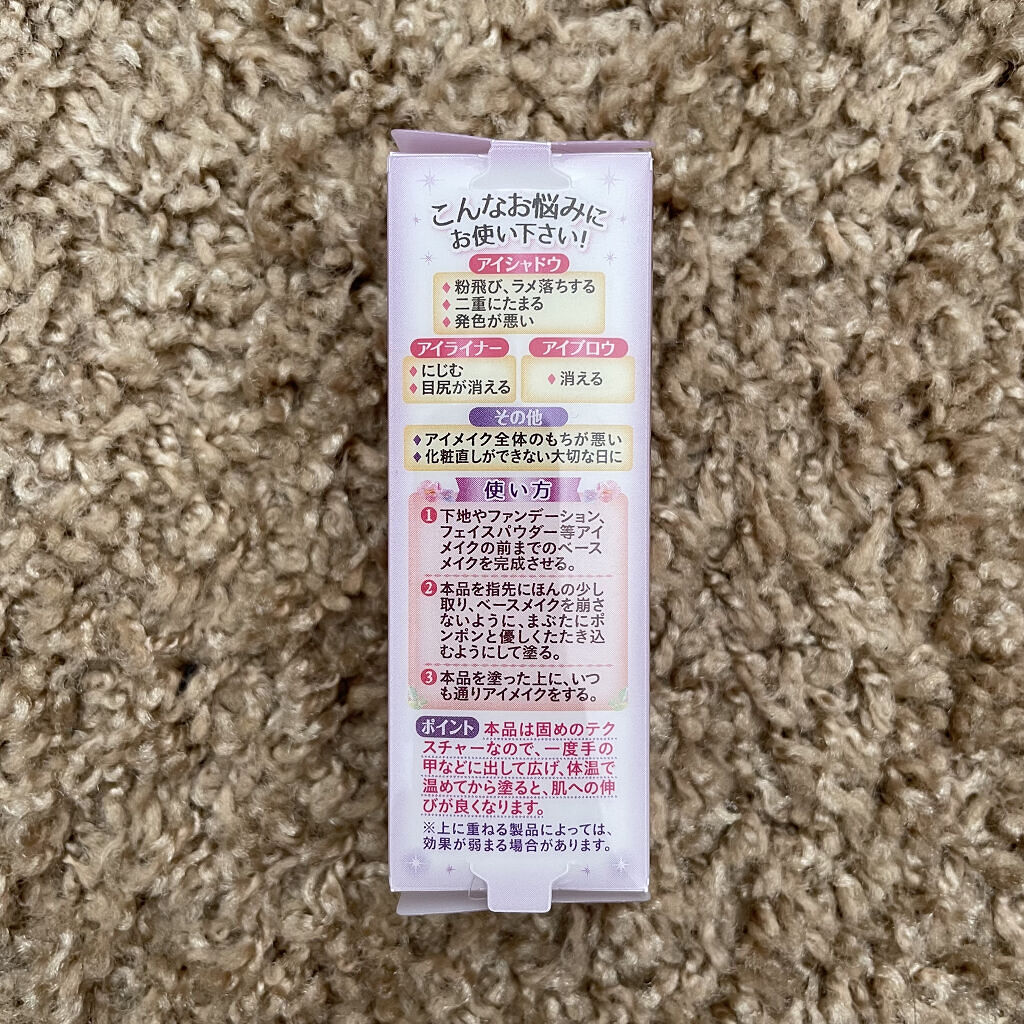 こんなお悩みに
お使い下さい!
アイシャドウ
♦粉飛び、ラメ落ちする
♦二重にたまる
♦発色が悪い
アイライナー
♦にじむ
♦目尻が消える
アイブロウ
♦消える
その他
♦アイメイク全体のもちが悪い
♦化粧直しができない大切な日に
使い方
1 下地やファンデーション、
フェイスパウダー等アイ
メイクの前までのベース
メイクを完成させる。
2 本品を指先にほんの少し
取り、ベースメイクを崩さ
ないように、まぶたにポ
ンポンと優しくたたき込
むようにして塗る。
3 本品を塗った上に、いつ
も通りアイメイクをする。
ポイント 本品は固めのテク
スチャーなので、一度手の
甲などに出して広げ、体温で
温めてから塗ると、肌への伸
びが良くなります。
※上に重ねる製品によっては、
効果が弱まる場合があります。